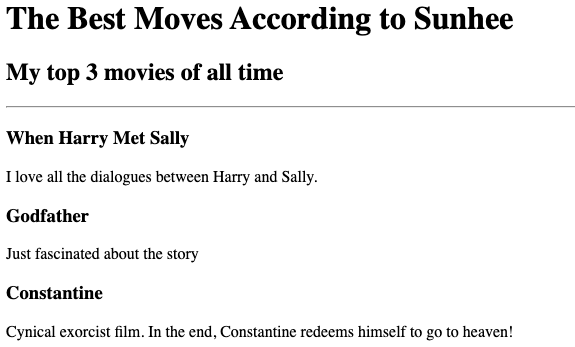 The Best Moves According to Sunhee
My top 3 movies of all time
When Harry Met Sally
I love all the dialogues between Harry and Sally.
Godfather
Just fascinated about the story
Constantine
Cynical exorcist film. In the end, Constantine redeems himself to go to heaven!